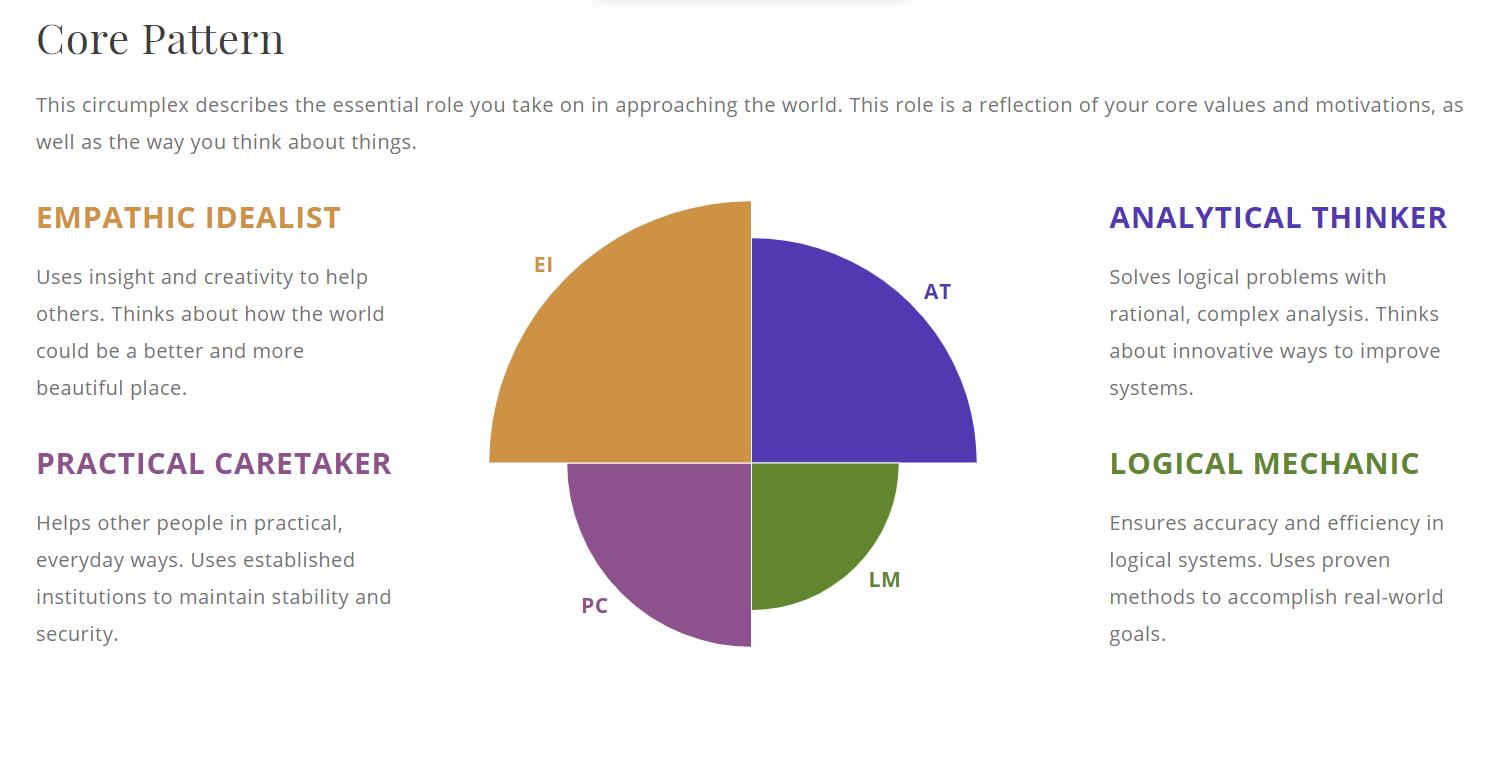 Core Pattern
This circumplex describes the essential role you take on in approaching the world. This role is a reflection of your core values and motivations, as
well as the way you think about things.
EMPATHIC IDEALIST
Uses insight and creativity to help
others. Thinks about how the world
could be a better and more
beautiful place.
PRACTICAL CARETAKER
Helps other people in practical,
everyday ways. Uses established
institutions to maintain stability and
security.
EI
AT
PC
LM
ANALYTICAL THINKER
Solves logical problems with
rational, complex analysis. Thinks
about innovative ways to improve
systems.
LOGICAL MECHANIC
Ensures accuracy and efficiency in
logical systems. Uses proven
methods to accomplish real-world
goals.